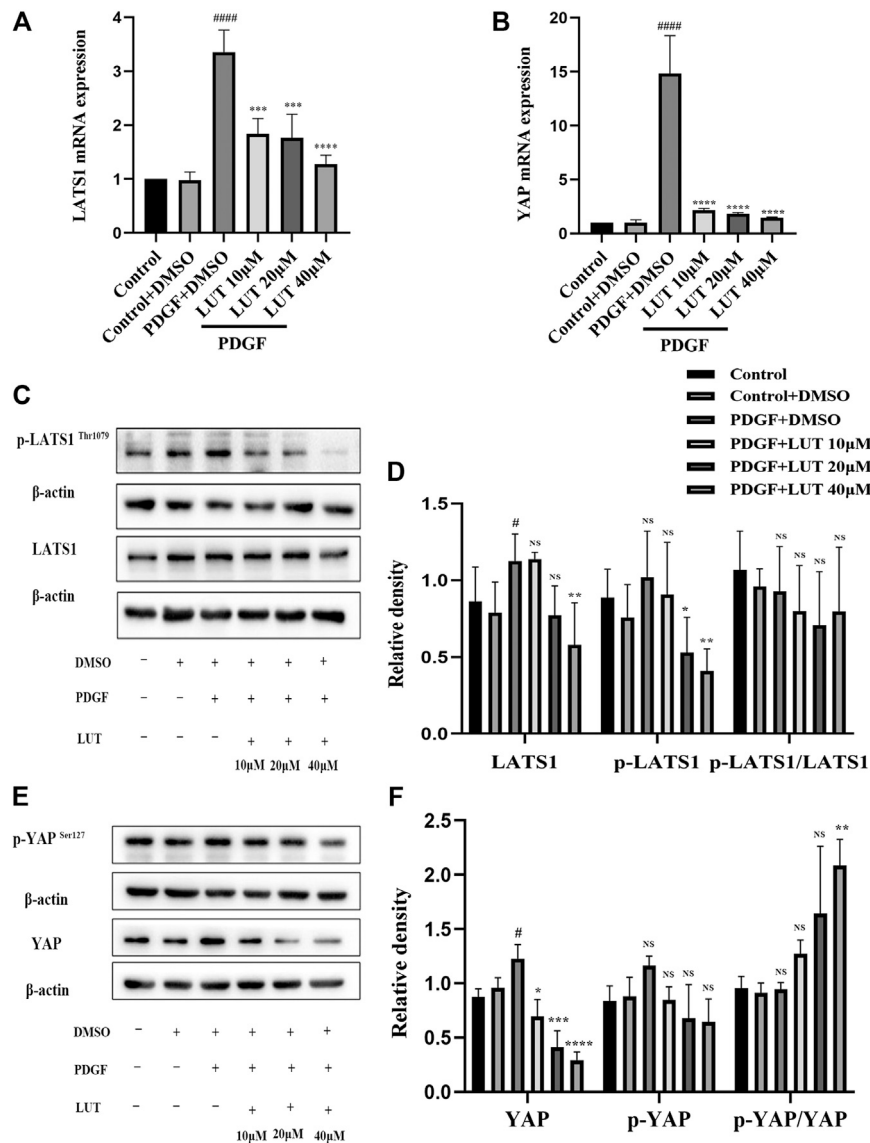 A
LATS1 mRNA expression
4
3
2
1
0
####
***
***
****
Control
Control+DMSO
PDGF+DMSO
LUT 10μM
LUT 20μM
LUT 40μM
PDGF
B
YAP mRNA expression
20
15
10
5
0
####
****
****
****
Control
Control+DMSO
PDGF+DMSO
LUT 10μM
LUT 20μM
LUT 40μM
PDGF
C
p-LATS1 Thr1079
β-actin
LATS1
β-actin
DMSO – + + + + +
PDGF – – + + + +
LUT – – – + + +
10μM 20μM 40μM
Control
Control+DMSO
PDGF+DMSO
PDGF+LUT 10μM
PDGF+LUT 20μM
PDGF+LUT 40μM
D
Relative density
1.5
1.0
0.5
0.0
# NS NS **
NS NS * **
NS NS NS NS
LATS1 p-LATS1 p-LATS1/LATS1
E
p-YAP Ser127
β-actin
YAP
β-actin
DMSO – + + + + +
PDGF – – + + + +
LUT – – – + + +
10μM 20μM 40μM
F
Relative density
2.5
2.0
1.5
1.0
0.5
0.0
# * *** ****
NS NS NS NS
NS NS NS **
YAP p-YAP p-YAP/YAP